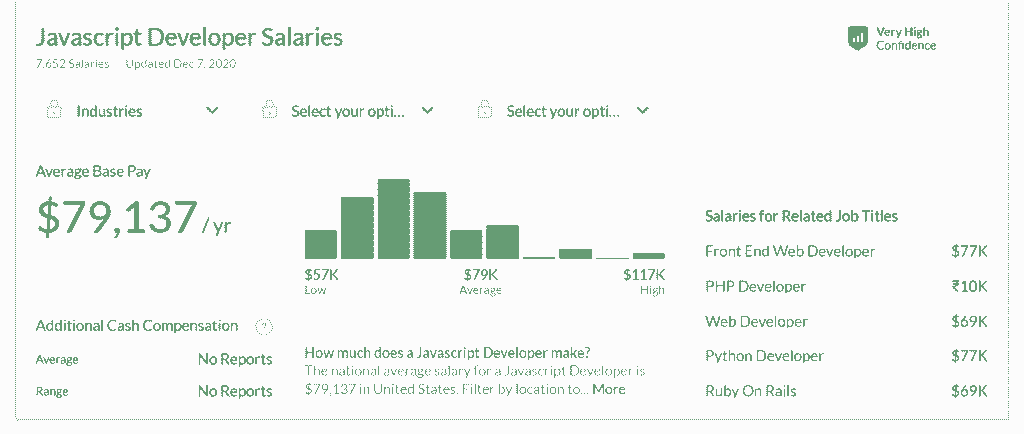 Javascript Developer Salaries
7,652 Salaries Updated Dec 7, 2020
Very High
Confidence
Industries
Select your opti...
Select your opti...
Average Base Pay
$79,137 / yr
$57K
Low
$79K
Average
$117K
High
Additional Cash Compensation ?
Average No Reports
Range No Reports
How much does a Javascript Developer make?
The national average salary for a Javascript Developer is
$79,137 in United States. Filter by location to... More
Salaries for Related Job Titles
Front End Web Developer $77K
PHP Developer ₹10K
Web Developer $69K
Python Developer $77K
Ruby On Rails $69K